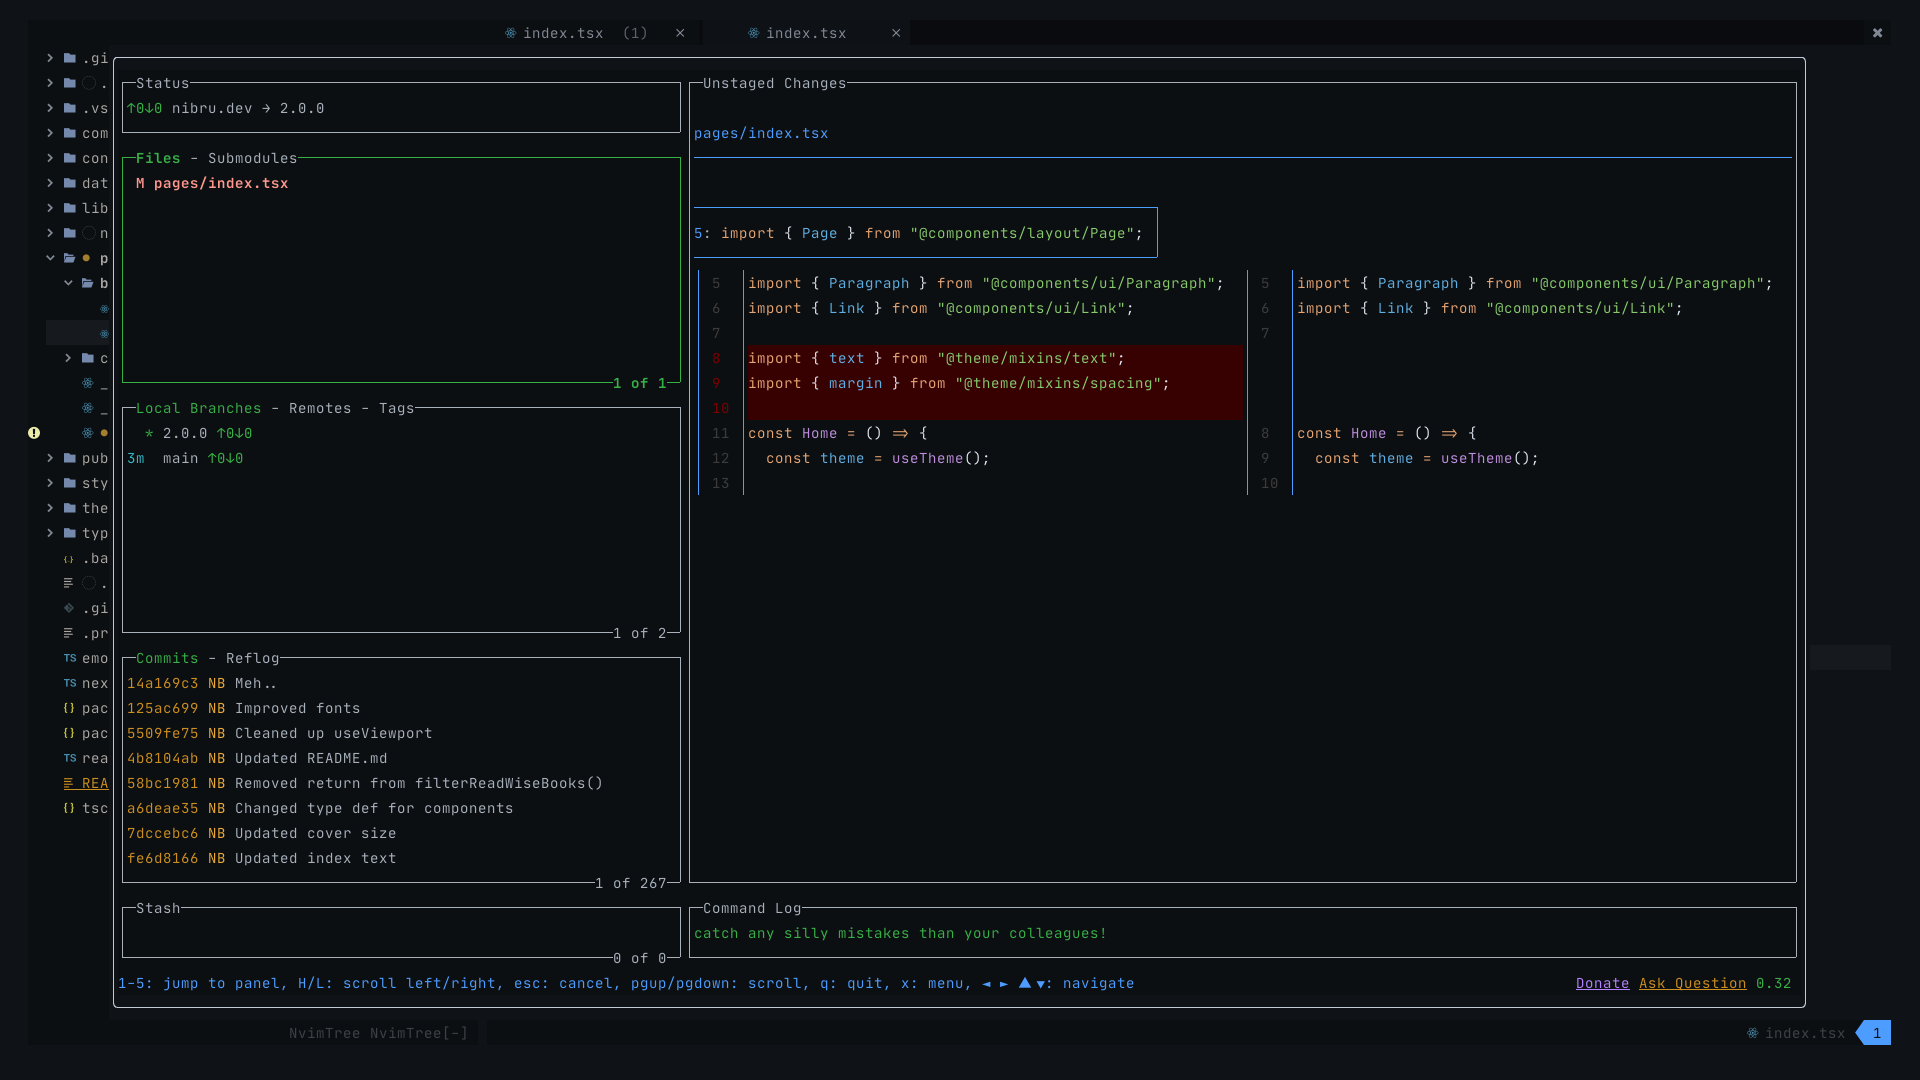 index.tsx (1) ×
index.tsx ×
✖
.gi
.
.vs
com
con
dat
lib
n
p
b
c
_
_
pub
sty
the
typ
{.} .ba
.
.gi
.pr
TS emo
TS nex
{} pac
{} pac
TS rea
REA
{} tsc
Status
↑0↓0 nibru.dev → 2.0.0
Files - Submodules
M pages/index.tsx
1 of 1
Local Branches - Remotes - Tags
* 2.0.0 ↑0↓0
3m main ↑0↓0
1 of 2
Commits - Reflog
14a169c3 NB Meh..
125ac699 NB Improved fonts
5509fe75 NB Cleaned up useViewport
4b8104ab NB Updated README.md
58bc1981 NB Removed return from filterReadWiseBooks()
a6deae35 NB Changed type def for components
7dccebc6 NB Updated cover size
fe6d8166 NB Updated index text
1 of 267
Stash
0 of 0
Unstaged Changes
pages/index.tsx
5: import { Page } from "@components/layout/Page";
5 import { Paragraph } from "@components/ui/Paragraph";
6 import { Link } from "@components/ui/Link";
7
8 import { text } from "@theme/mixins/text";
9 import { margin } from "@theme/mixins/spacing";
10
11 const Home = () => {
12 const theme = useTheme();
13
5 import { Paragraph } from "@components/ui/Paragraph";
6 import { Link } from "@components/ui/Link";
7
8 const Home = () => {
9 const theme = useTheme();
10
Command Log
catch any silly mistakes than your colleagues!
1-5: jump to panel, H/L: scroll left/right, esc: cancel, pgup/pgdown: scroll, q: quit, x: menu, ◄ ► ▲ ▼: navigate
Donate Ask Question 0.32
NvimTree NvimTree[-]
index.tsx 1